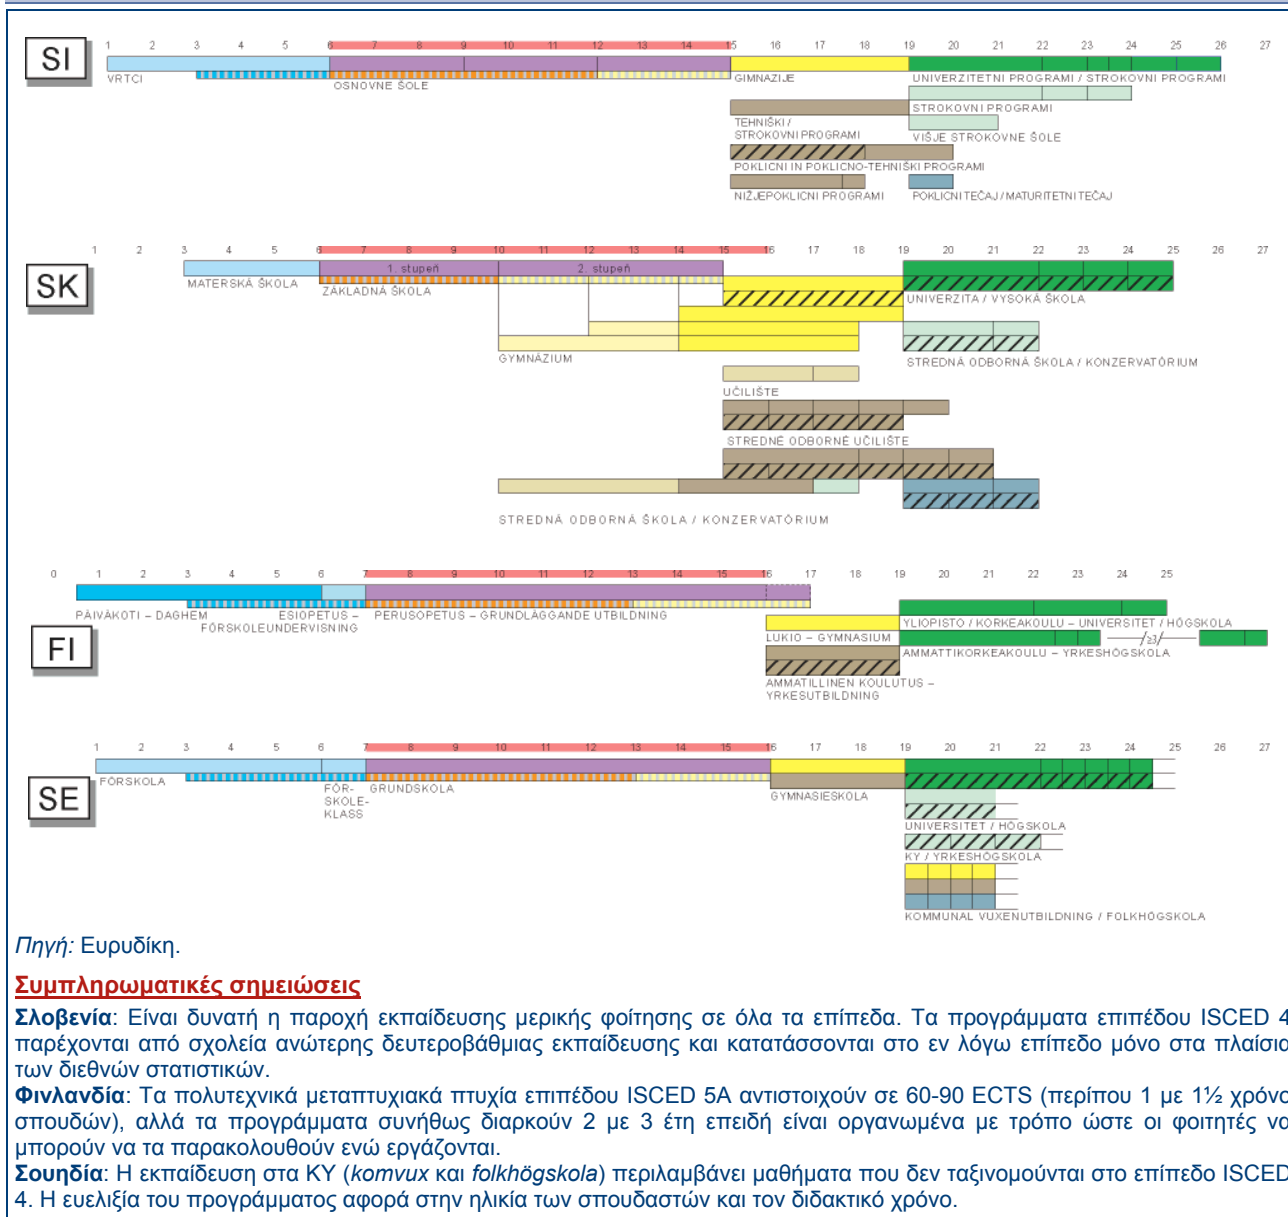 SI
1 2 3 4 5 6 7 8 9 10 11 12 13 14 15 16 17 18 19 20 21 22 23 24 25 26 27
VRTCI
OSNOVNE ŠOLE
GIMNAZIJE
UNIVERZITETNI PROGRAMI / STROKOVNI PROGRAMI
STROKOVNI PROGRAMI
TEHNIŠKI /
STROKOVNI PROGRAMI
VIŠJE STROKOVNE ŠOLE
POKLICNI IN POKLICNO-TEHNIŠKI PROGRAMI
NIŽJEPOKLICNI PROGRAMI
POKLICNI TEČAJ / MATURITETNI TEČAJ
SK
1 2 3 4 5 6 7 8 9 10 11 12 13 14 15 16 17 18 19 20 21 22 23 24 25 26 27
1. stupeň
2. stupeň
MATERSKÁ ŠKOLA
ZÁKLADNÁ ŠKOLA
UNIVERZITA / VYSOKÁ ŠKOLA
GYMNÁZIUM
STREDNÁ ODBORNÁ ŠKOLA / KONZERVATÓRIUM
UČILIŠTE
STREDNÉ ODBORNÉ UČILIŠTE
STREDNÁ ODBORNÁ ŠKOLA / KONZERVATÓRIUM
FI
0 1 2 3 4 5 6 7 8 9 10 11 12 13 14 15 16 17 18 19 20 21 22 23 24 25
PÄIVÄKOTI – DAGHEM
ESIOPETUS –
FÖRSKOLEUNDERVISNING
PERUSOPETUS – GRUNDLÄGGANDE UTBILDNING
YLIOPISTO / KORKEAKOULU – UNIVERSITET / HÖGSKOLA
LUKIO – GYMNASIUM
≥3
AMMATTIKORKEAKOULU – YRKESHÖGSKOLA
AMMATILLINEN KOULUTUS –
YRKESUTBILDNING
SE
1 2 3 4 5 6 7 8 9 10 11 12 13 14 15 16 17 18 19 20 21 22 23 24 25 26 27
FÖRSKOLA
FÖR-
SKOLE-
KLASS
GRUNDSKOLA
GYMNASIESKOLA
UNIVERSITET / HÖGSKOLA
KY / YRKESHÖGSKOLA
KOMMUNAL VUXENUTBILDNING / FOLKHÖGSKOLA
Πηγή: Ευρυδίκη.
Συμπληρωματικές σημειώσεις
Σλοβενία: Είναι δυνατή η παροχή εκπαίδευσης μερικής φοίτησης σε όλα τα επίπεδα. Τα προγράμματα επιπέδου ISCED 4
παρέχονται από σχολεία ανώτερης δευτεροβάθμιας εκπαίδευσης και κατατάσσονται στο εν λόγω επίπεδο μόνο στα πλαίσια
των διεθνών στατιστικών.
Φινλανδία: Τα πολυτεχνικά μεταπτυχιακά πτυχία επιπέδου ISCED 5A αντιστοιχούν σε 60-90 ECTS (περίπου 1 με 1½ χρόνο
σπουδών), αλλά τα προγράμματα συνήθως διαρκούν 2 με 3 έτη επειδή είναι οργανωμένα με τρόπο ώστε οι φοιτητές να
μπορούν να τα παρακολουθούν ενώ εργάζονται.
Σουηδία: Η εκπαίδευση στα KY (komvux και folkhögskola) περιλαμβάνει μαθήματα που δεν ταξινομούνται στο επίπεδο ISCED
4. Η ευελιξία του προγράμματος αφορά στην ηλικία των σπουδαστών και τον διδακτικό χρόνο.